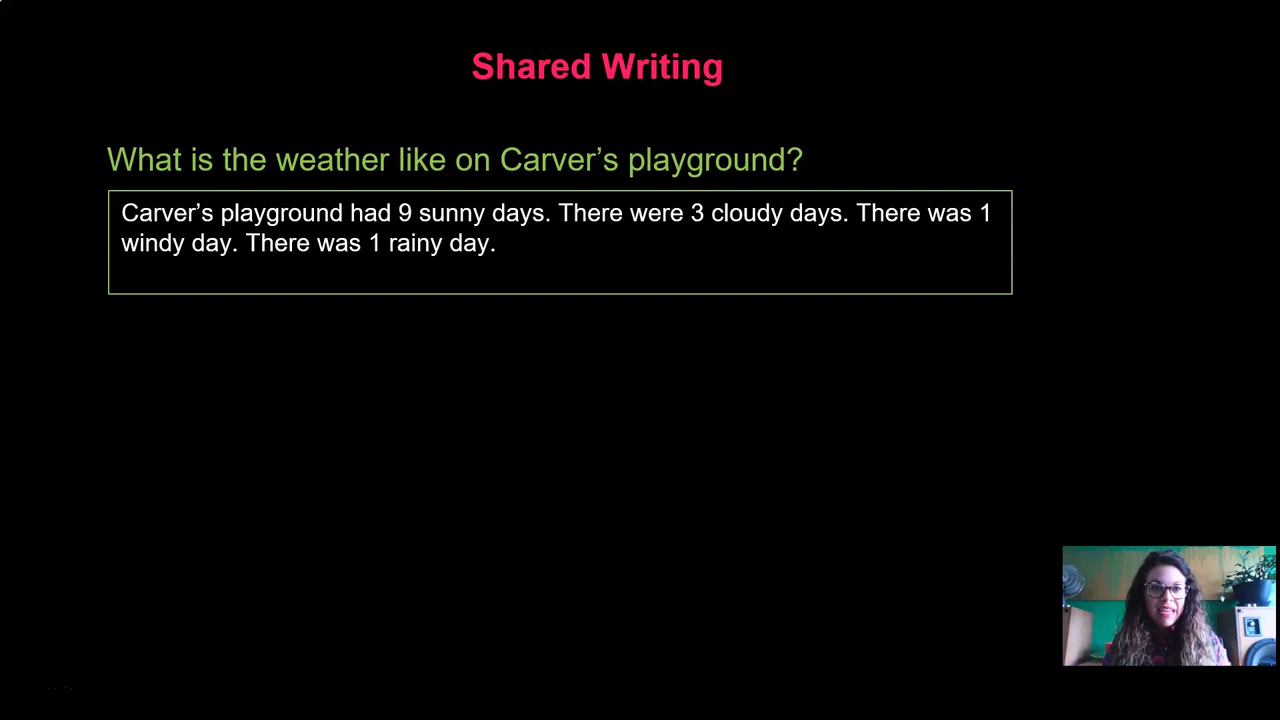 Shared Writing
What is the weather like on Carver’s playground?
Carver’s playground had 9 sunny days. There were 3 cloudy days. There was 1
windy day. There was 1 rainy day.